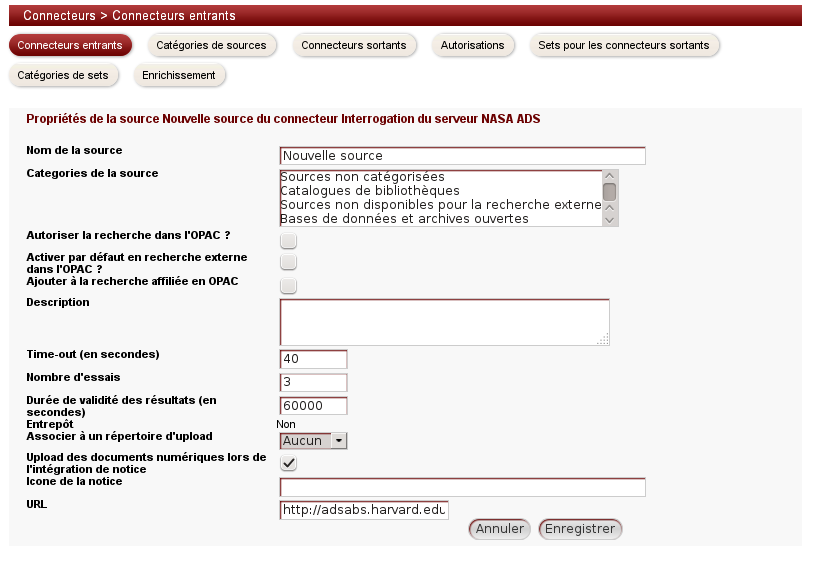 Connecteurs > Connecteurs entrants
Connecteurs entrants Catégories de sources Connecteurs sortants Autorisations Sets pour les connecteurs sortants
Catégories de sets Enrichissement
Propriétés de la source Nouvelle source du connecteur Interrogation du serveur NASA ADS
Nom de la source Nouvelle source
Categories de la source Sources non catégorisées
Catalogues de bibliothèques
Sources non disponibles pour la recherche externe
Bases de données et archives ouvertes
Autoriser la recherche dans l'OPAC ?
Activer par défaut en recherche externe
dans l'OPAC ?
Ajouter à la recherche affiliée en OPAC
Description
Time-out (en secondes) 40
Nombre d'essais 3
Durée de validité des résultats (en
secondes) 60000
Entrepôt Non
Associer à un répertoire d'upload Aucun
Upload des documents numériques lors de
l'intégration de notice
Icone de la notice
URL http://adsabs.harvard.edu
Annuler Enregistrer